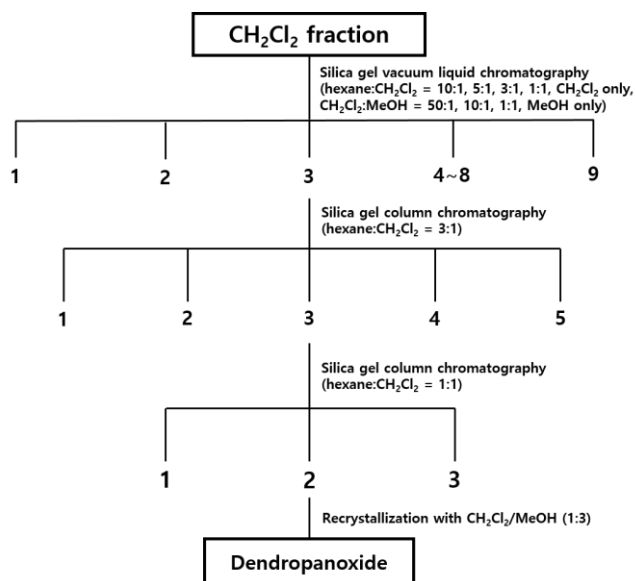 CH₂Cl₂ fraction
Silica gel vacuum liquid chromatography
(hexane:CH₂Cl₂ = 10:1, 5:1, 3:1, 1:1, CH₂Cl₂ only,
CH₂Cl₂:MeOH = 50:1, 10:1, 1:1, MeOH only)
1 2 3 4~8 9
Silica gel column chromatography
(hexane:CH₂Cl₂ = 3:1)
1 2 3 4 5
Silica gel column chromatography
(hexane:CH₂Cl₂ = 1:1)
1 2 3
Recrystallization with CH₂Cl₂/MeOH (1:3)
Dendropanoxide